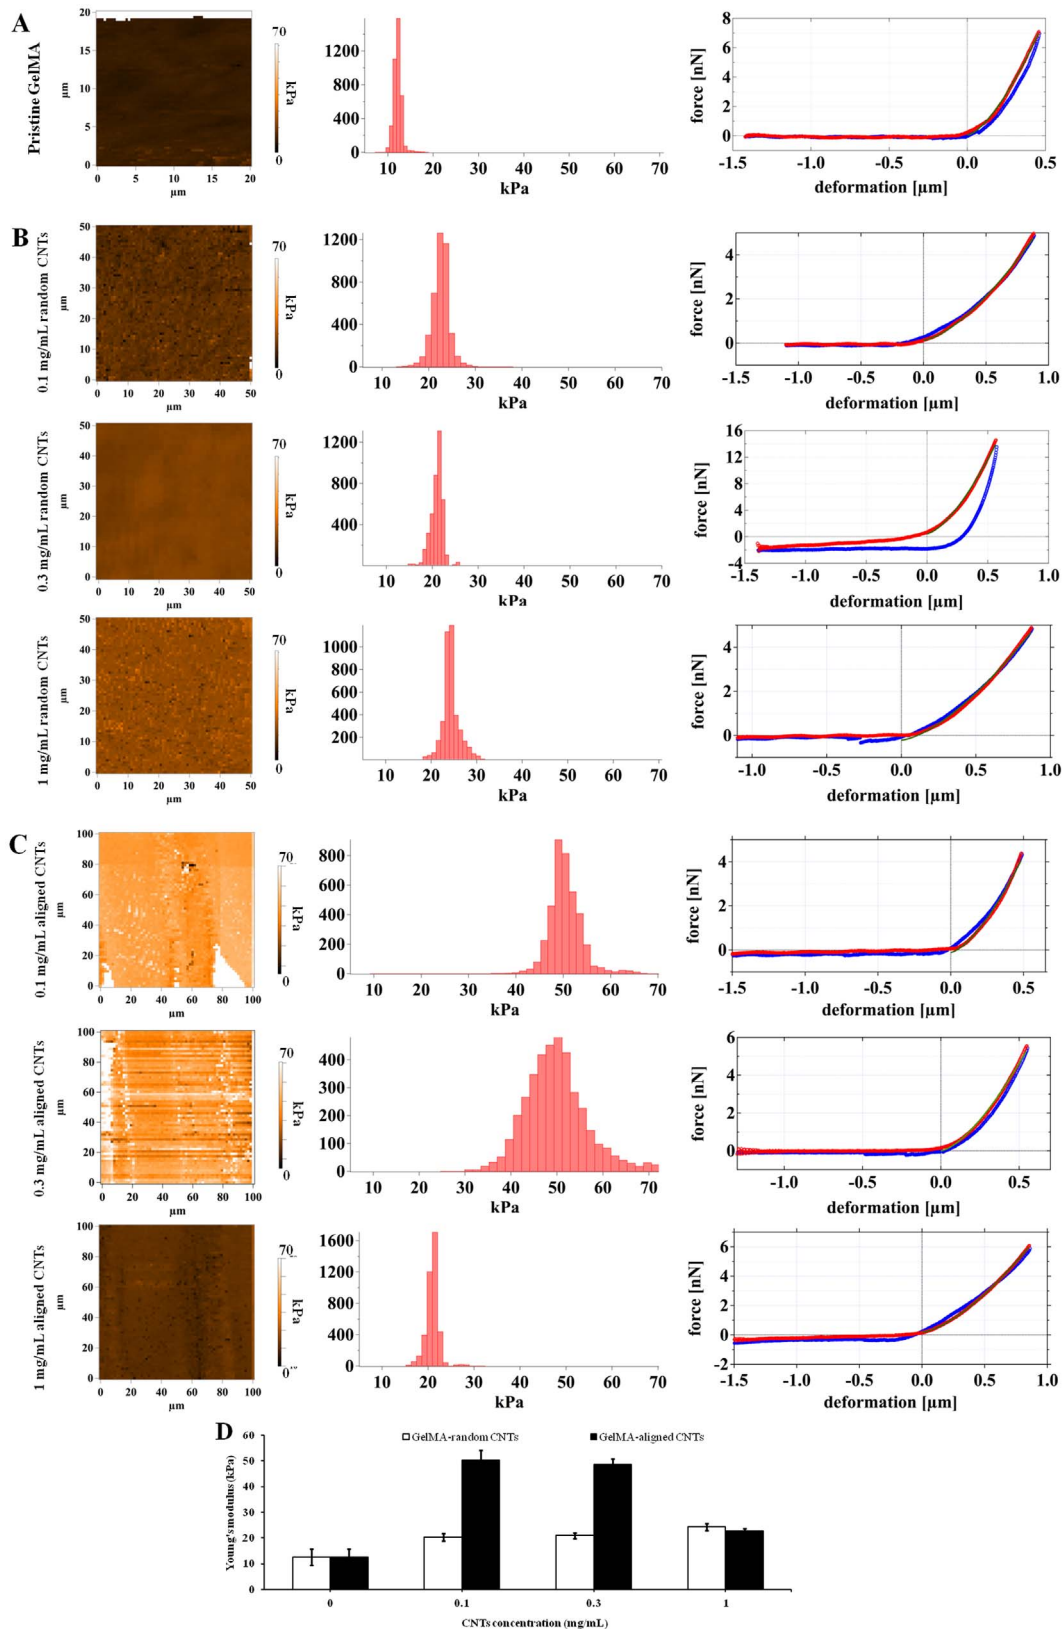 A
Pristine GelMA
20
15
10
5
0
µm
0 5 10 15 20
µm
70
kPa
0
1200
800
400
0
10 20 30 40 50 60 70
kPa
8
6
4
2
0
force [nN]
-1.5 -1.0 -0.5 0.0 0.5
deformation [µm]
B
0.1 mg/mL random CNTs
50
40
30
20
10
0
µm
0 10 20 30 40 50
µm
70
kPa
0
1200
800
400
0
10 20 30 40 50 60 70
kPa
4
2
0
force [nN]
-1.5 -1.0 -0.5 0.0 0.5 1.0
deformation [µm]
0.3 mg/mL random CNTs
50
40
30
20
10
0
µm
0 10 20 30 40 50
µm
70
kPa
0
1200
800
400
10 20 30 40 50 60 70
kPa
16
12
8
4
0
-4
force [nN]
-1.5 -1.0 -0.5 0.0 0.5 1.0
deformation [µm]
1 mg/mL random CNTs
50
40
30
20
10
0
µm
0 10 20 30 40 50
µm
70
kPa
0
1000
800
600
400
200
10 20 30 40 50 60 70
kPa
4
2
0
force [nN]
-1.0 -0.5 0.0 0.5 1.0
deformation [µm]
C
0.1 mg/mL aligned CNTs
100
80
60
40
20
0
µm
0 20 40 60 80 100
µm
70
kPa
0
800
600
400
200
0
10 20 30 40 50 60 70
kPa
4
2
0
force [nN]
-1.5 -1.0 -0.5 0.0 0.5
deformation [µm]
0.3 mg/mL aligned CNTs
100
80
60
40
20
0
µm
0 20 40 60 80 100
µm
70
kPa
0
400
300
200
100
0
10 20 30 40 50 60 70
kPa
6
4
2
0
force [nN]
-1.0 -0.5 0.0 0.5
deformation [µm]
1 mg/mL aligned CNTs
100
80
60
40
20
0
µm
0 20 40 60 80 100
µm
70
kPa
0
1600
1200
800
400
0
10 20 30 40 50 60 70
kPa
6
4
2
0
-2
force [nN]
-1.5 -1.0 -0.5 0.0 0.5 1.0
deformation [µm]
D
GelMA-random CNTs GelMA-aligned CNTs
60
50
40
30
20
10
0
Young's modulus (kPa)
0 0.1 0.3 1
CNTs concentration (mg/mL)